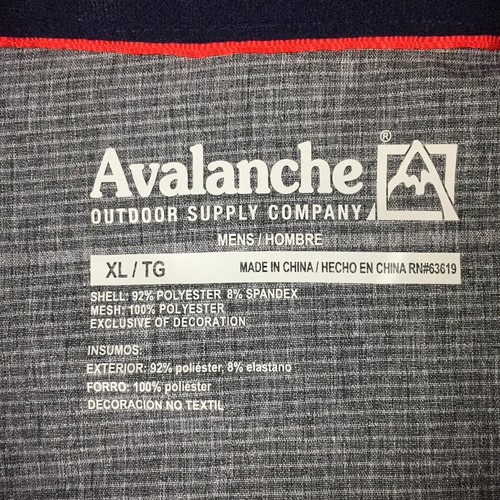 ®
Avalanche
OUTDOOR SUPPLY COMPANY
MENS / HOMBRE
XL / TG
MADE IN CHINA / HECHO EN CHINA RN#63619
SHELL: 92% POLYESTER 8% SPANDEX
MESH: 100% POLYESTER
EXCLUSIVE OF DECORATION
INSUMOS:
EXTERIOR: 92% poliéster, 8% elastano
FORRO: 100% poliéster
DECORACIÓN NO TEXTIL